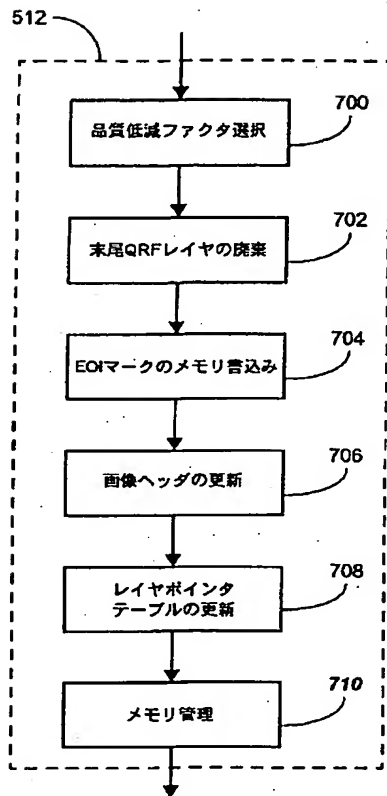 512
品質低減ファクタ選択
700
末尾QRFレイヤの廃棄
702
EOIマークのメモリ書込み
704
画像ヘッダの更新
706
レイヤポインタ
テーブルの更新
708
メモリ管理
710